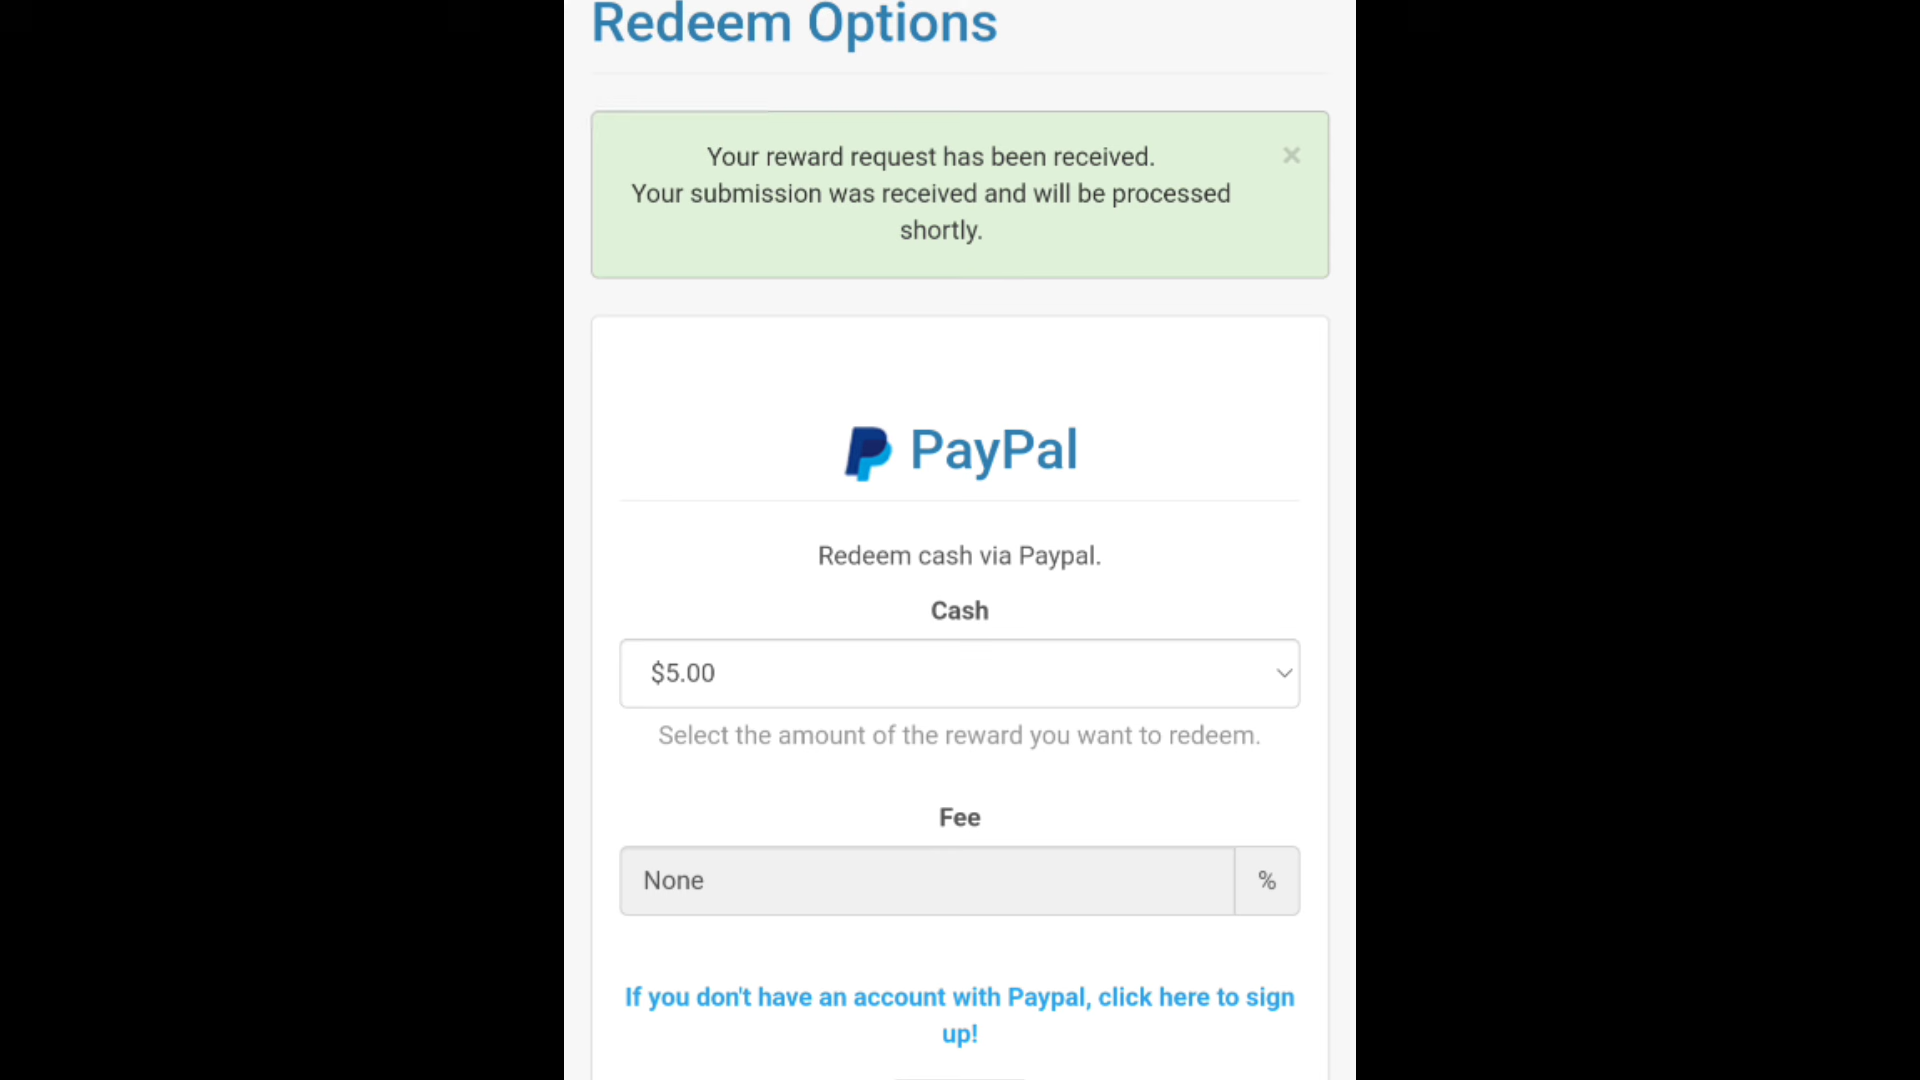 Redeem Options
Your reward request has been received.
×
Your submission was received and will be processed
shortly.
PayPal
Redeem cash via Paypal.
Cash
$5.00
Select the amount of the reward you want to redeem.
Fee
None %
If you don't have an account with Paypal, click here to sign
up!